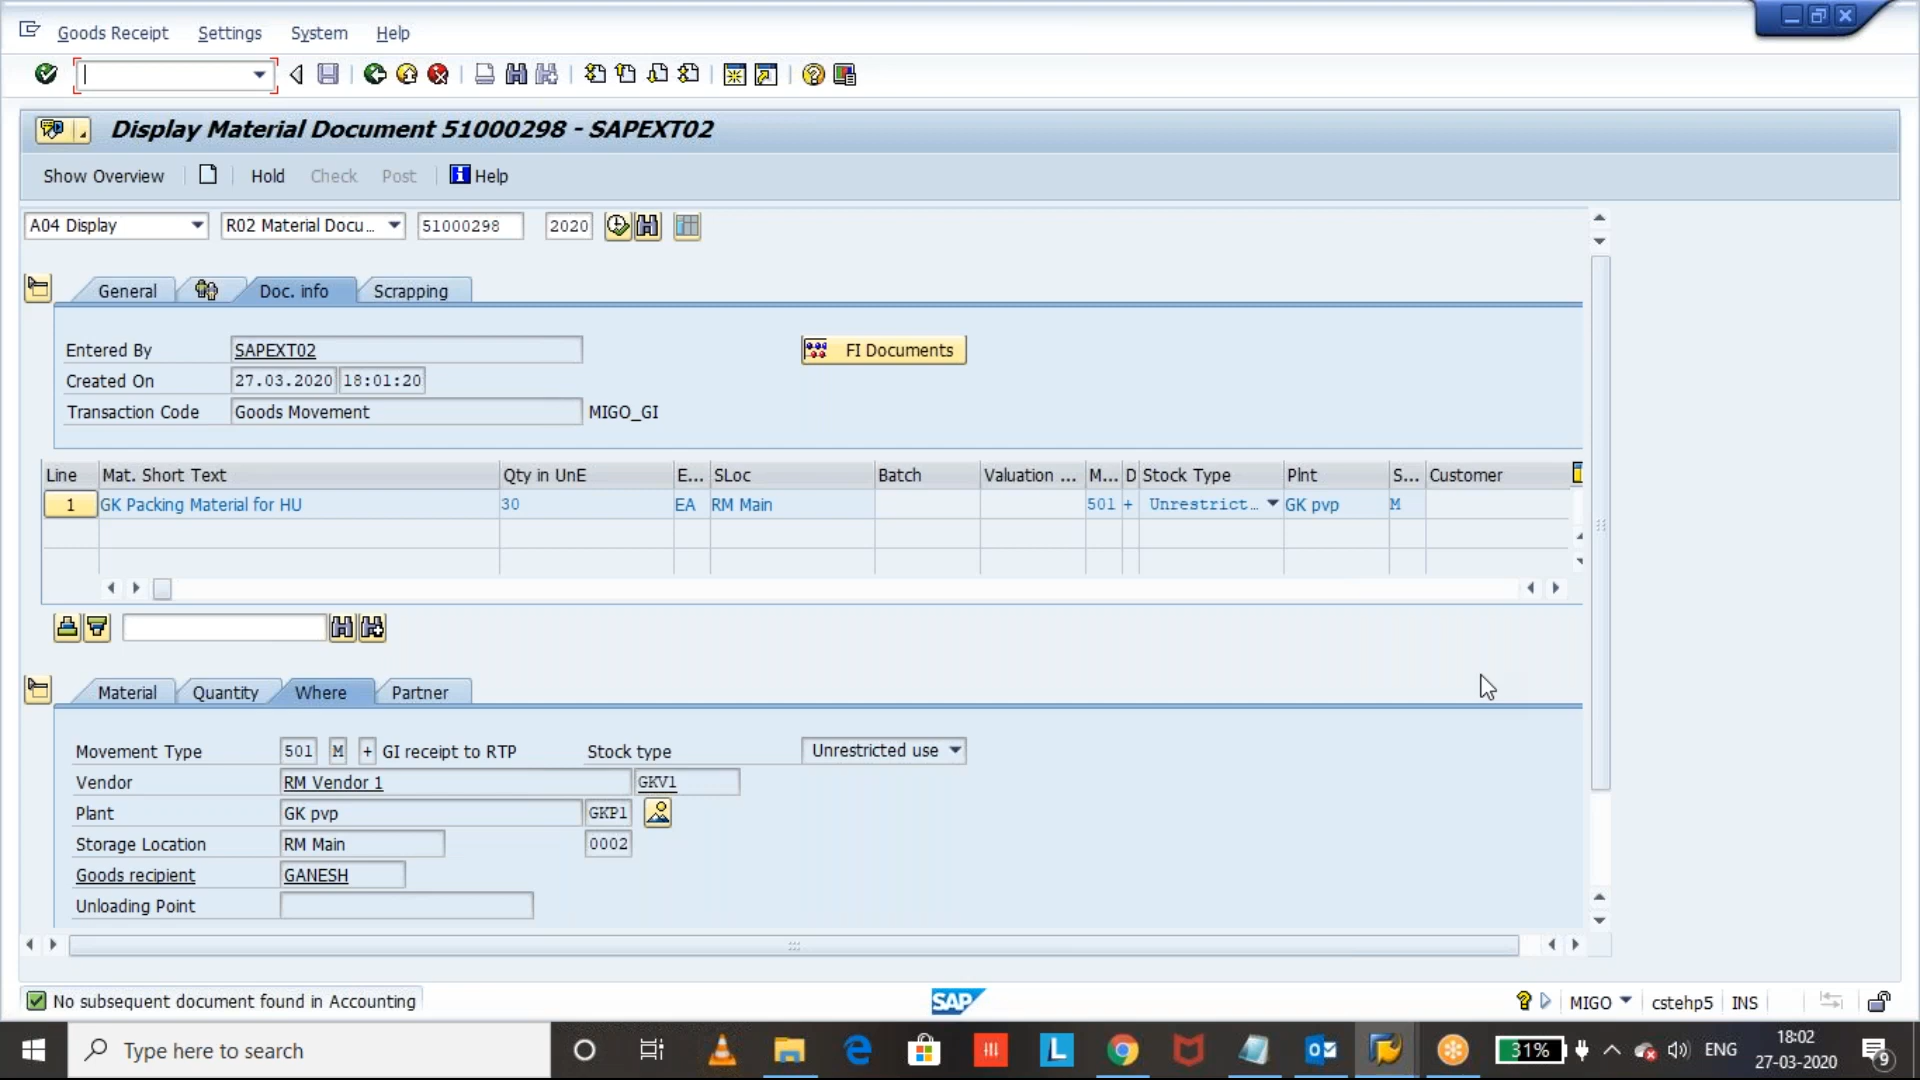 Goods Receipt Settings System Help
Display Material Document 51000298 - SAPEXT02
Show Overview Hold Check Post Help
A04 Display R02 Material Docu... 51000298 2020
General Doc. info Scrapping
Entered By SAPEXT02 FI Documents
Created On 27.03.2020 18:01:20
Transaction Code Goods Movement MIGO_GI
Line Mat. Short Text Qty in UnE E... SLoc Batch Valuation ... M... D Stock Type Plnt S... Customer
1 GK Packing Material for HU 30 EA RM Main 501 + Unrestrict... GK pvp M
Material Quantity Where Partner
Movement Type 501 M + GI receipt to RTP Stock type Unrestricted use
Vendor RM Vendor 1 GKV1
Plant GK pvp GKP1
Storage Location RM Main 0002
Goods recipient GANESH
Unloading Point
No subsequent document found in Accounting SAP MIGO cstehp5 INS
Type here to search L 31% ENG 18:02
27-03-2020 9